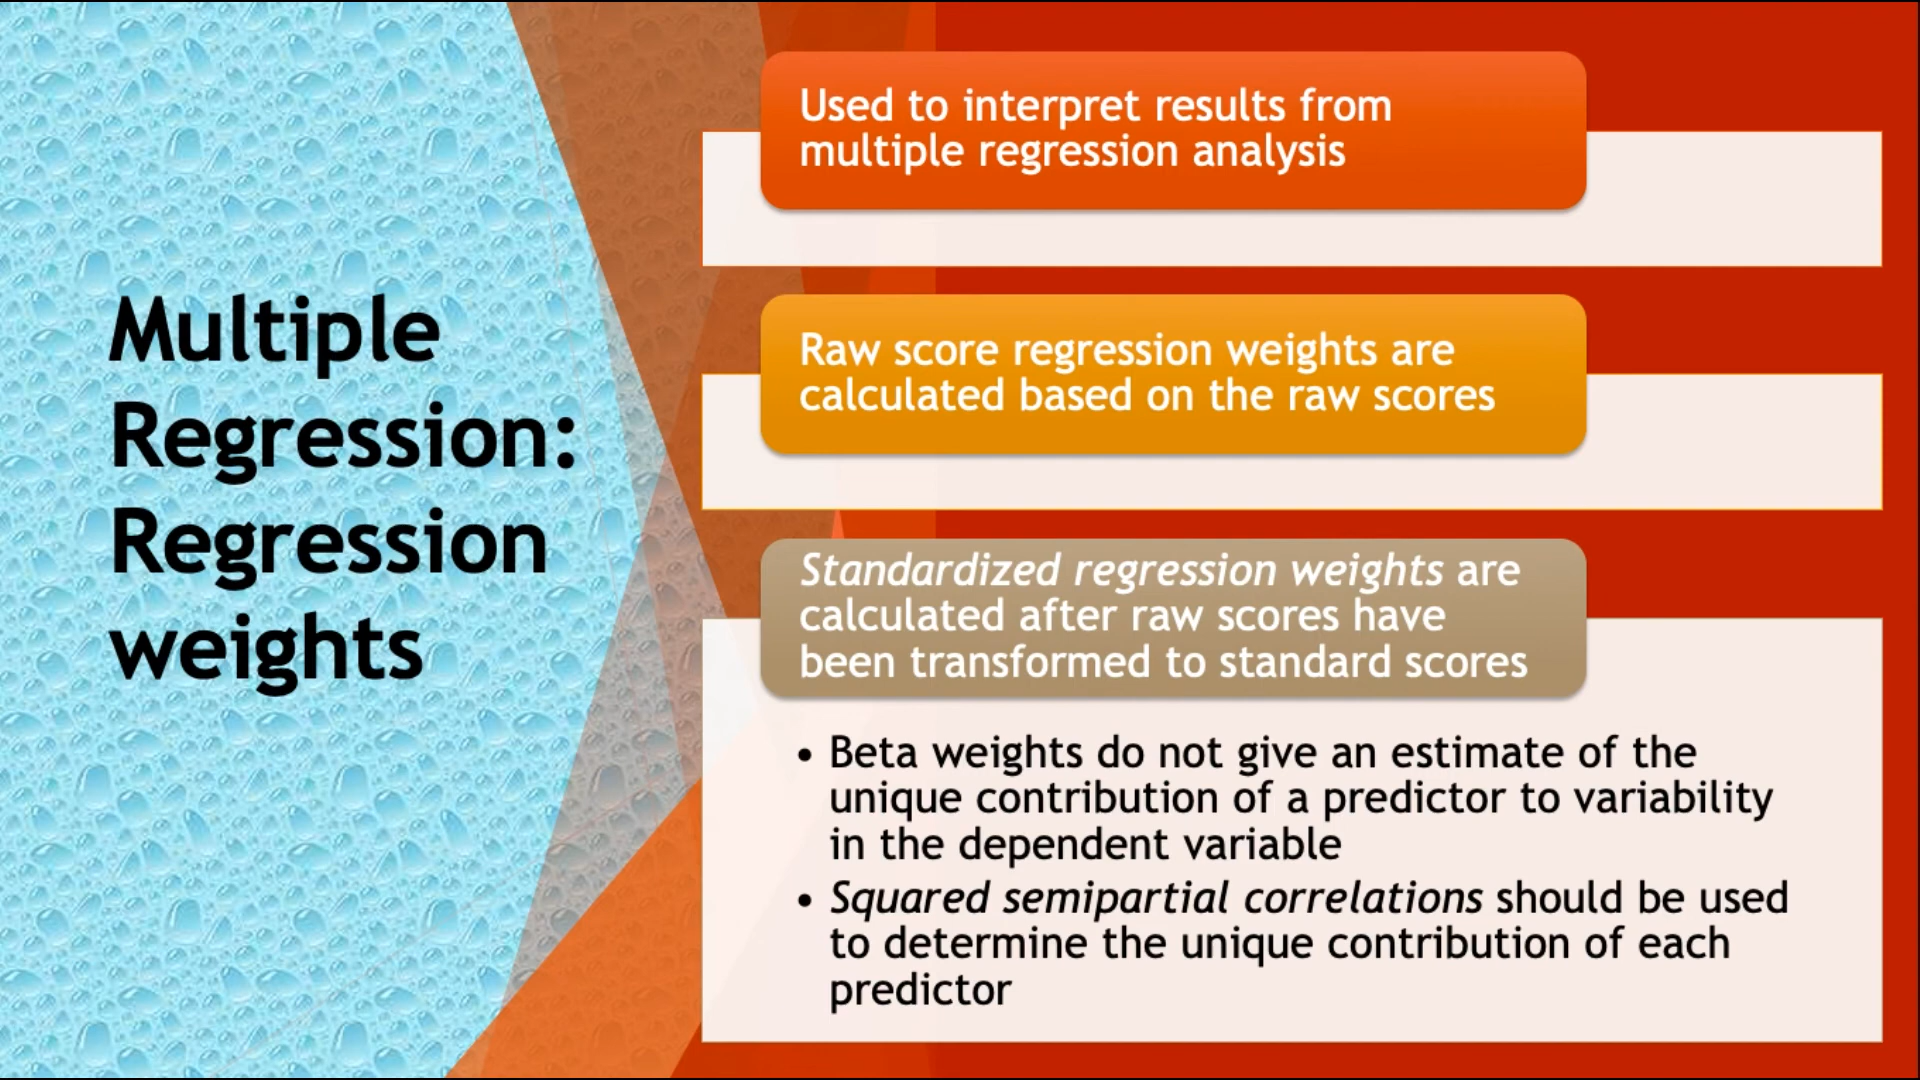 Multiple
Regression:
Regression
weights
Used to interpret results from
multiple regression analysis
Raw score regression weights are
calculated based on the raw scores
Standardized regression weights are
calculated after raw scores have
been transformed to standard scores
• Beta weights do not give an estimate of the
unique contribution of a predictor to variability
in the dependent variable
• Squared semipartial correlations should be used
to determine the unique contribution of each
predictor